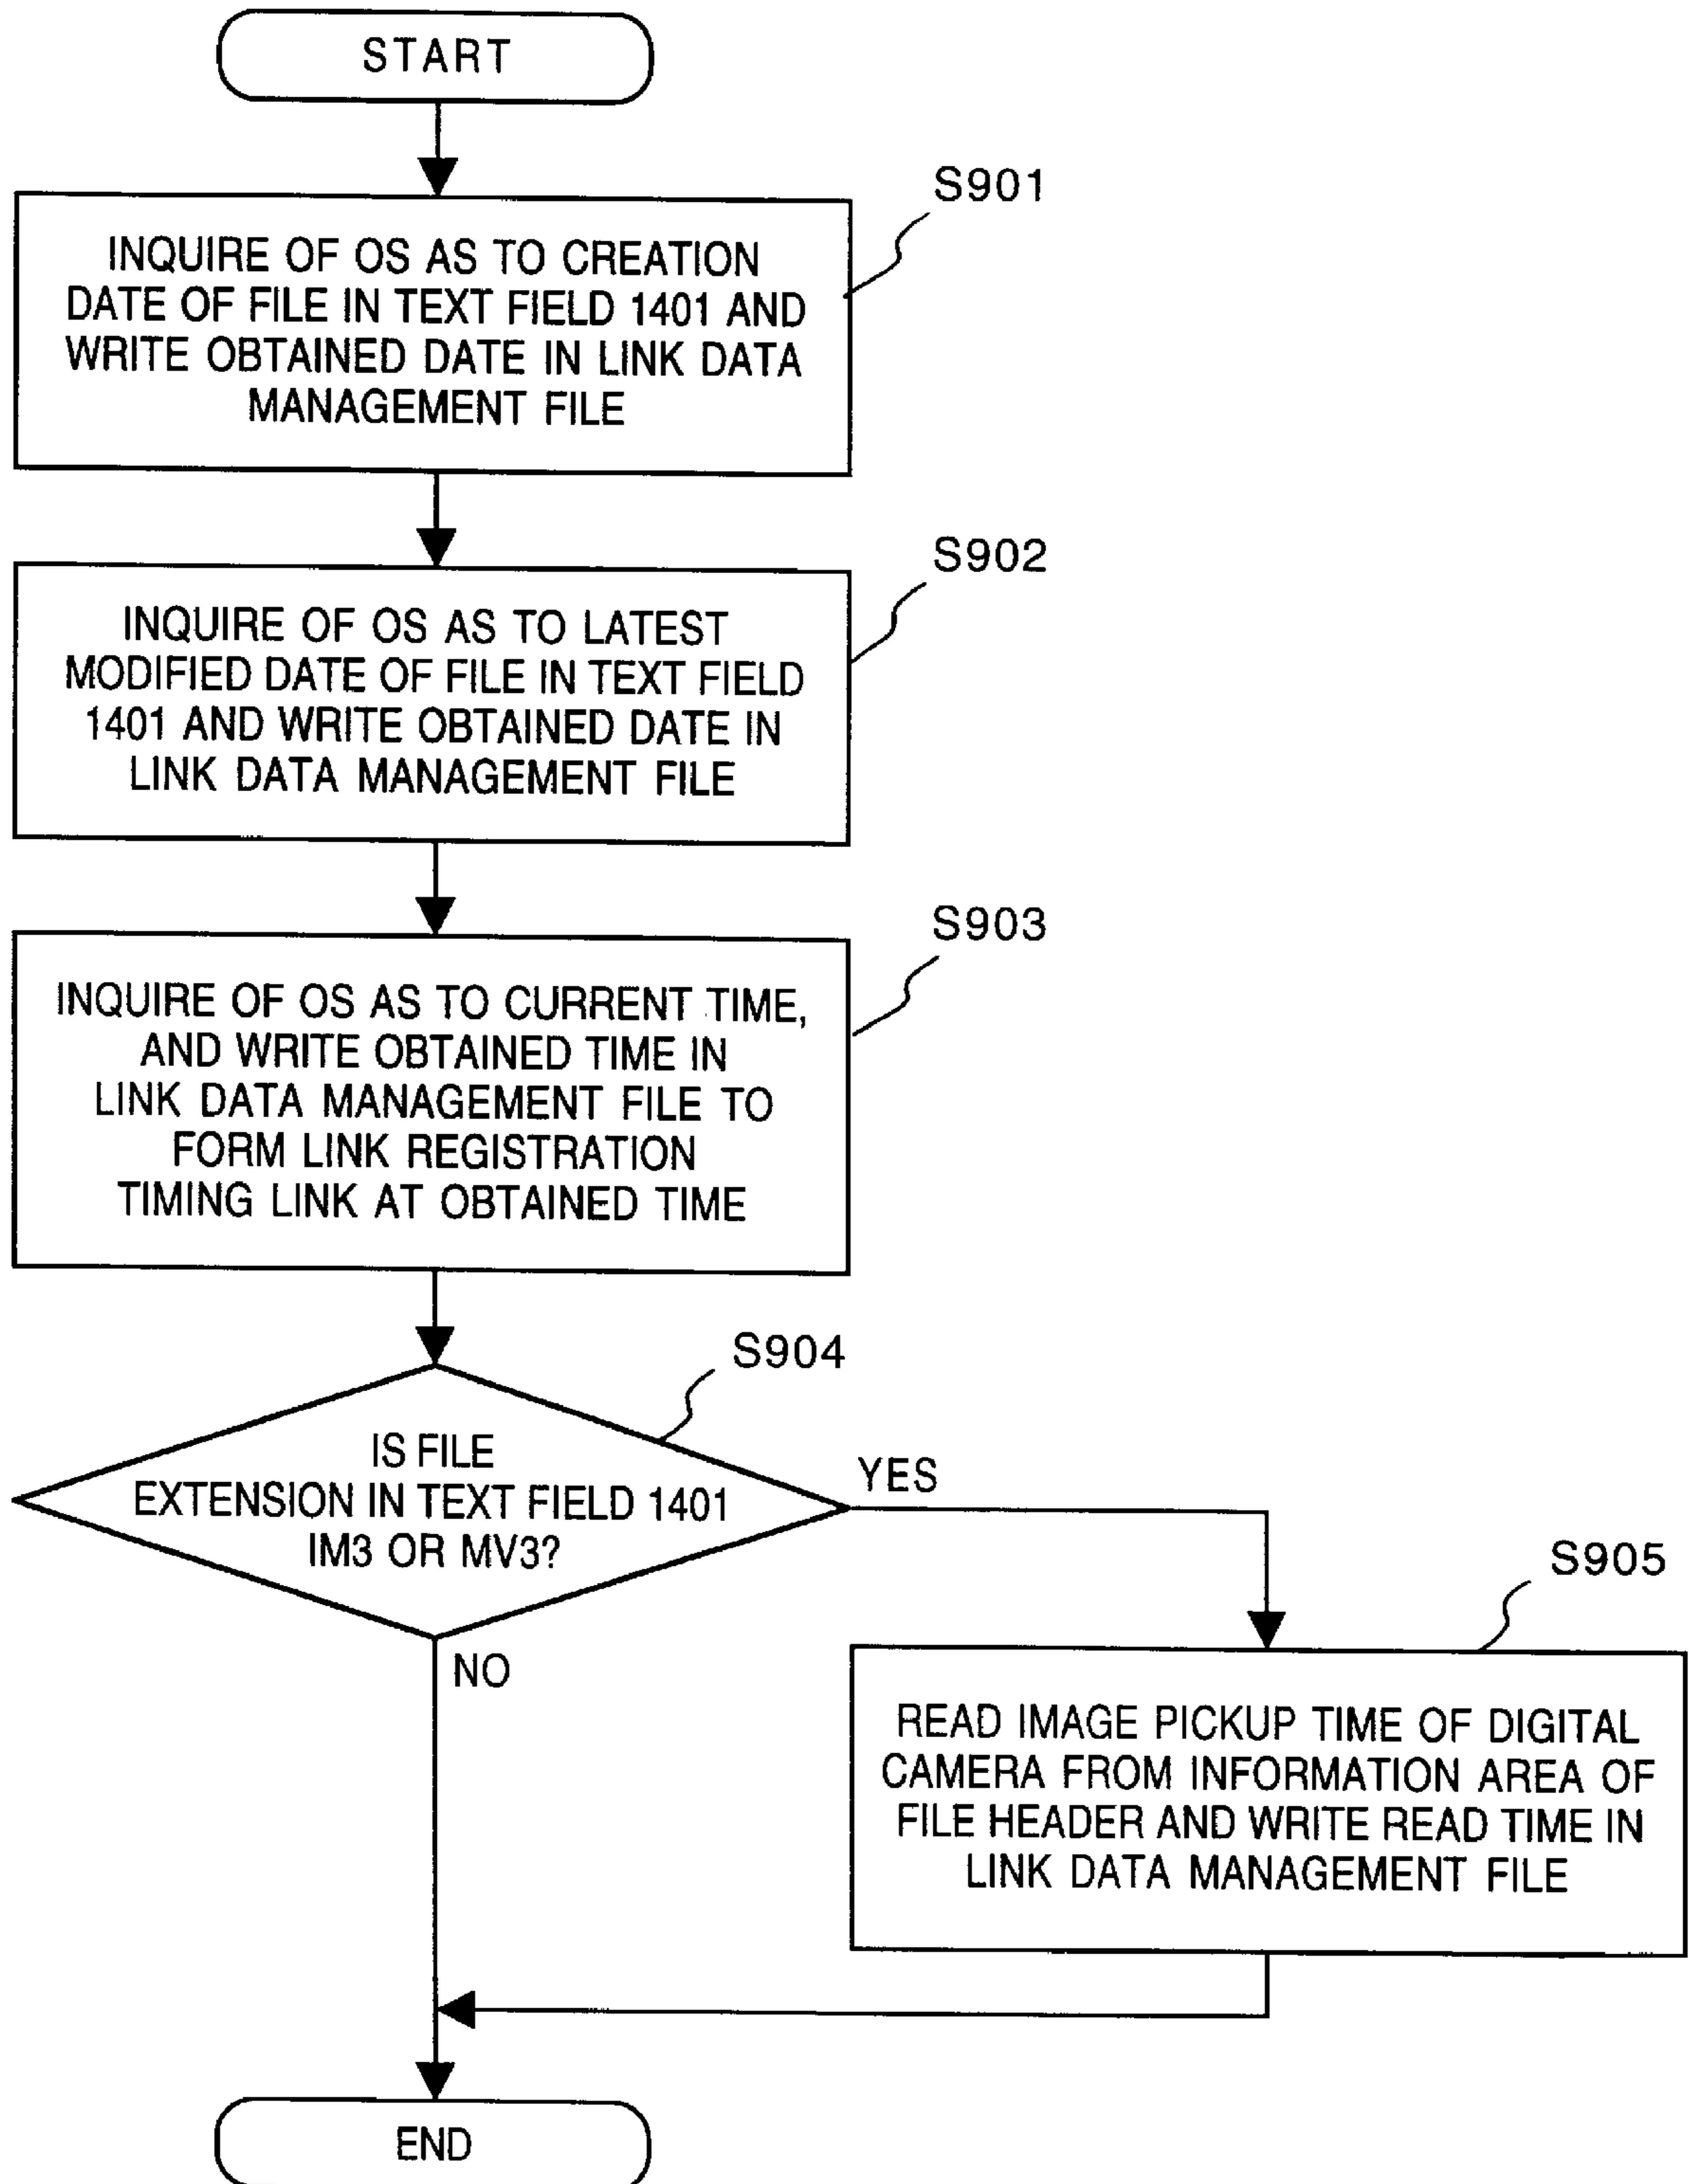 START
S901
INQUIRE OF OS AS TO CREATION
DATE OF FILE IN TEXT FIELD 1401 AND
WRITE OBTAINED DATE IN LINK DATA
MANAGEMENT FILE
S902
INQUIRE OF OS AS TO LATEST
MODIFIED DATE OF FILE IN TEXT FIELD
1401 AND WRITE OBTAINED DATE IN
LINK DATA MANAGEMENT FILE
S903
INQUIRE OF OS AS TO CURRENT TIME,
AND WRITE OBTAINED TIME IN
LINK DATA MANAGEMENT FILE TO
FORM LINK REGISTRATION
TIMING LINK AT OBTAINED TIME
S904
IS FILE
EXTENSION IN TEXT FIELD 1401
IM3 OR MV3?
YES
NO
S905
READ IMAGE PICKUP TIME OF DIGITAL
CAMERA FROM INFORMATION AREA OF
FILE HEADER AND WRITE READ TIME IN
LINK DATA MANAGEMENT FILE
END